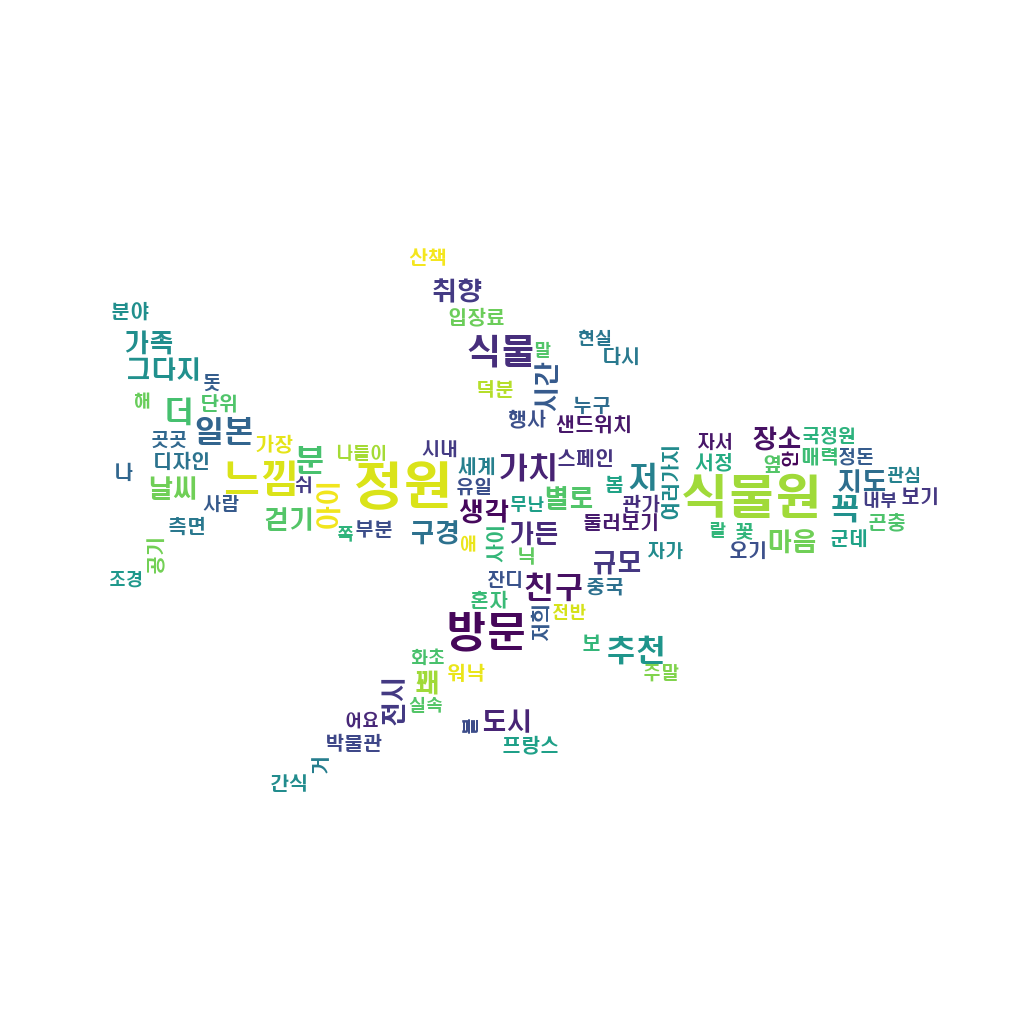 산책
취향
분야
입장료
가족
현실
식물
말
다시
그다지
돗
덕분
시간
해
단위
누구
더
행사
샌드위치
일본
곳곳
가장
나들이
시내
자서
장소
국정원
디자인
분
세계
스페인
서정
옆
한
매력
정돈
나
느낌
정원
가치
저
여러가지
식물원
지도
관심
날씨
쉬
아이
유일
별로
봄
꼭
내부
보기
사람
무난
관가
측면
걷기
쪽
부분
구경
생각
가든
둘러보기
랄
꽃
곤충
애
사이
닉
자가
오기
마음
군데
공기
규모
조경
잔디
친구
중국
혼자
저희
전반
방문
보
추천
화초
워낙
주말
꽤
전시
실속
어요
도시
박물관
프랑스
거
간식